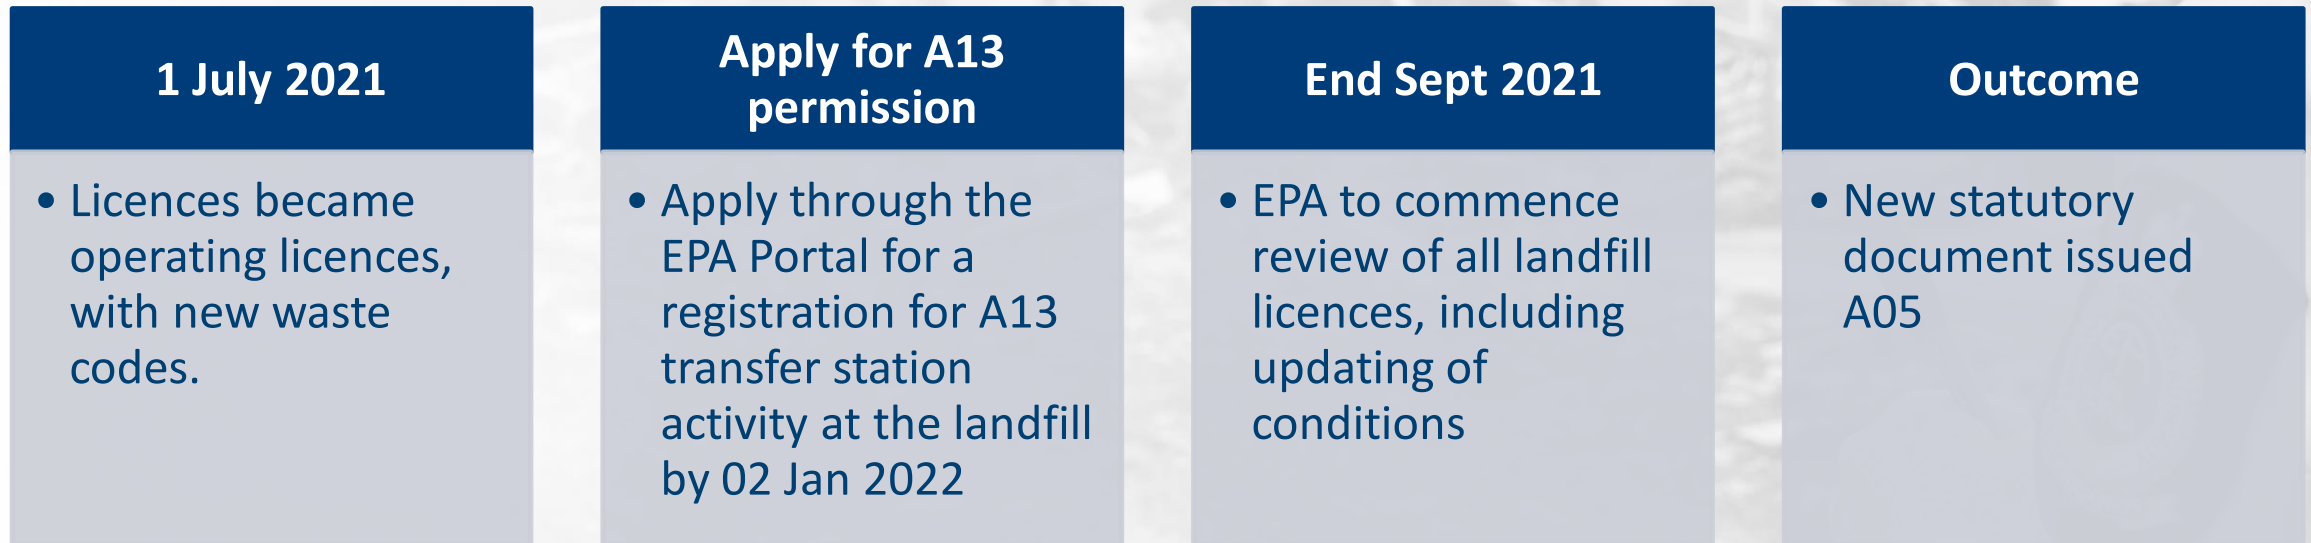 1 July 2021
• Licences became
operating licences,
with new waste
codes.
Apply for A13
permission
• Apply through the
EPA Portal for a
registration for A13
transfer station
activity at the landfill
by 02 Jan 2022
End Sept 2021
• EPA to commence
review of all landfill
licences, including
updating of
conditions
Outcome
• New statutory
document issued
A05